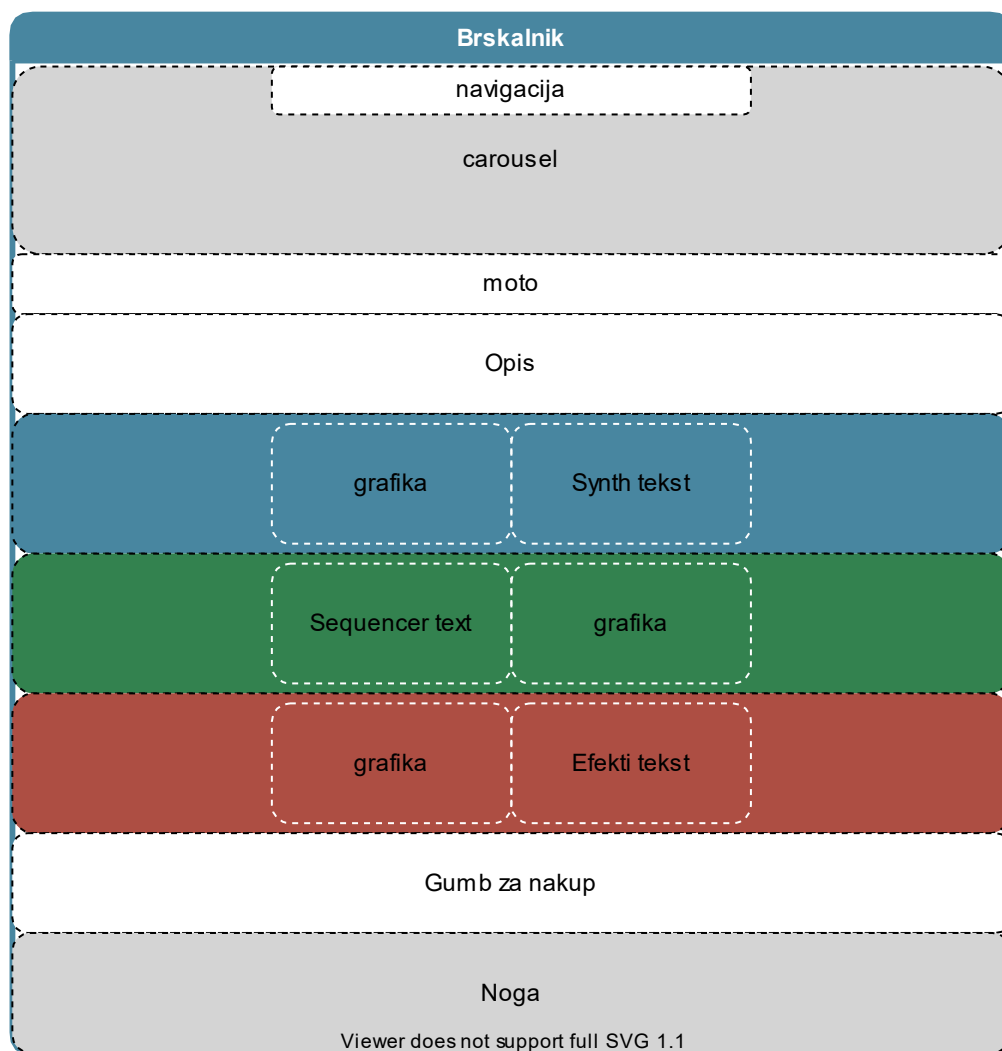 Brskalnik
navigacija
carousel
moto
Opis
grafika
Synth tekst
Sequencer text
grafika
grafika
Efekti tekst
Gumb za nakup
Noga
Viewer does not support full SVG 1.1